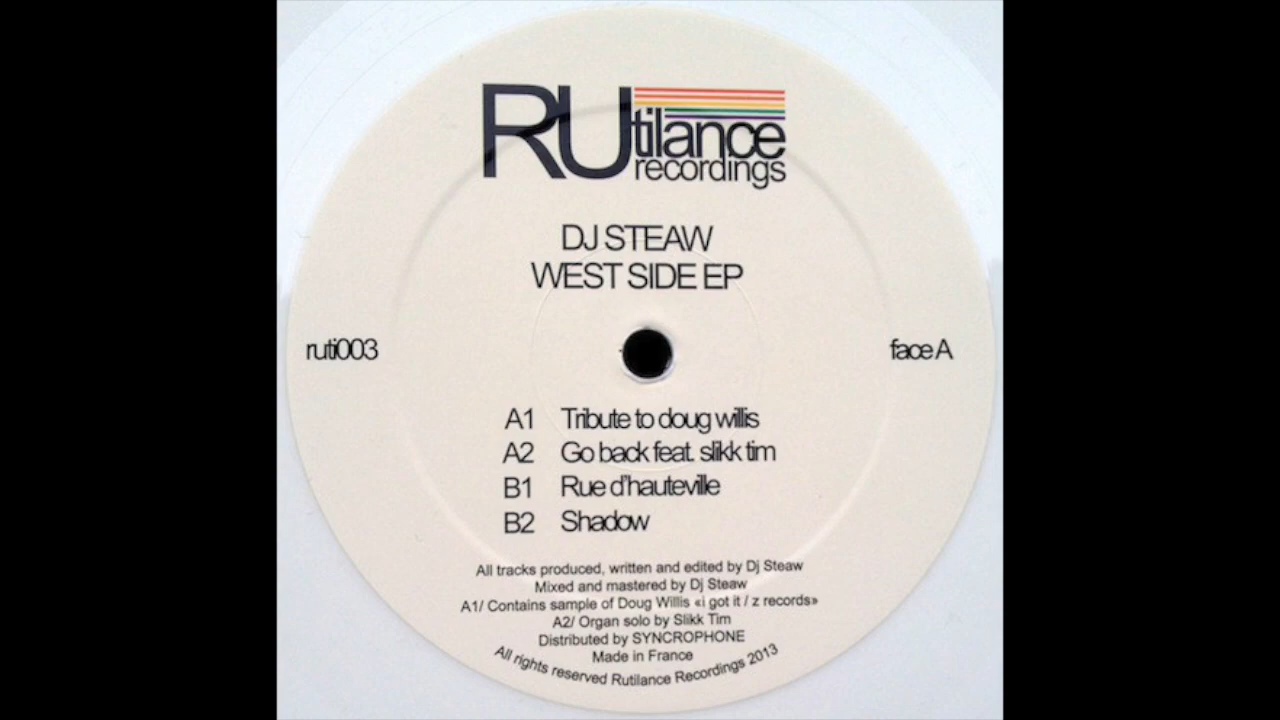 RUtilance
recordings
DJ STEAW
WEST SIDE EP
ruti003
face A
A1 Tribute to doug willis
A2 Go back feat. slikk tim
B1 Rue d'hauteville
B2 Shadow
All tracks produced, written and edited by Dj Steaw
Mixed and mastered by Dj Steaw
A1/ Contains sample of Doug Willis «i got it / z records»
A2/ Organ solo by Slikk Tim
Distributed by SYNCROPHONE
Made in France
All rights reserved Rutilance Recordings 2013